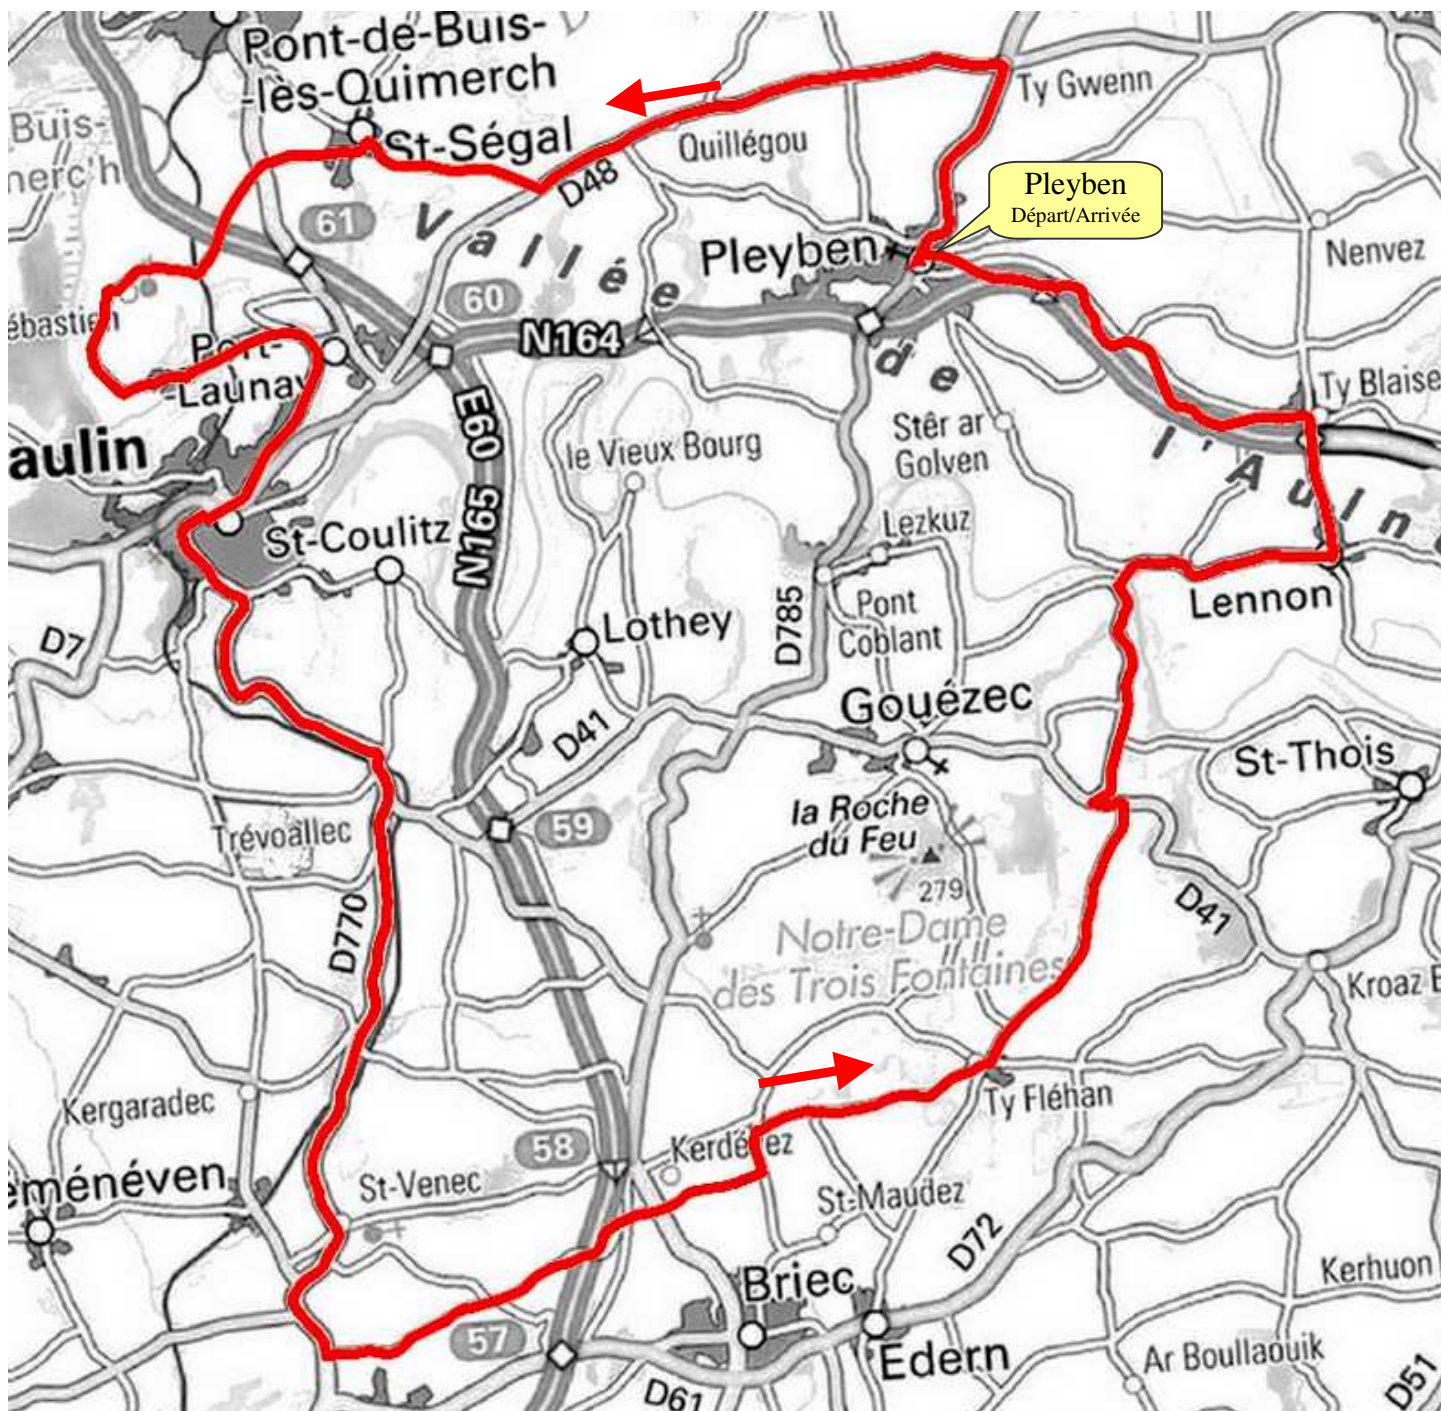 Pont-de-Buis-
-lès-Quimerch
Ty Gwenn
Buis-
nerc'h
St-Ségal
Quillégou
D48
Pleyben
Départ/Arrivée
61
Vallée
Pleyben
Nenvez
60
ébastien
N164
Port-
-Launay
de
Ty Blaise
E60
aulin
le Vieux Bourg
Stêr ar
Golven
l'Auln
N165
Lezkuz
St-Coulitz
D785
Pont
Coblant
Lennon
D7
Lothey
Gouézec
D41
St-Thois
la Roche
du Feu
59
Trévoallec
279
D41
D770
Notre-Dame
des Trois Fontaines
Kroaz
Kergaradec
Ty Fléhan
58
eménéven
St-Venec
St-Maudez
D72
Briec
Kerhuon
57
Edern
Ar Boullaouik
D61
D51